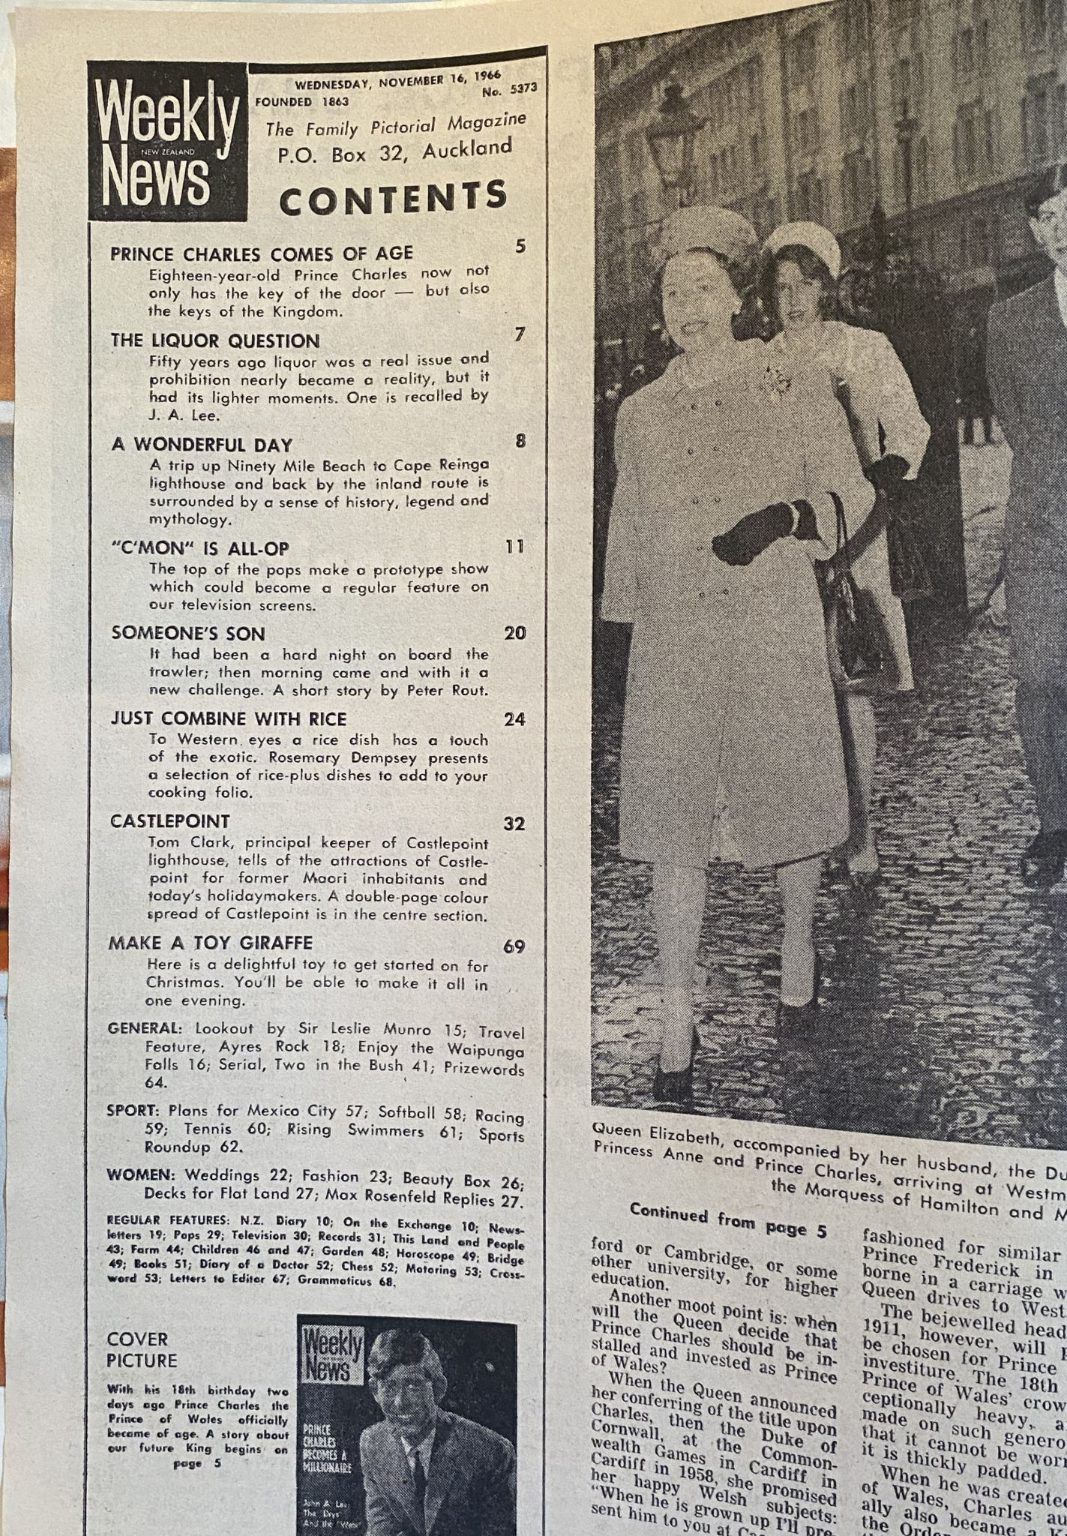 Weekly
NEW ZEALAND
News
WEDNESDAY, NOVEMBER 16, 1966
FOUNDED 1863 No. 5373
The Family Pictorial Magazine
P.O. Box 32, Auckland
CONTENTS
PRINCE CHARLES COMES OF AGE 5
Eighteen-year-old Prince Charles now not
only has the key of the door — but also
the keys of the Kingdom.
THE LIQUOR QUESTION 7
Fifty years ago liquor was a real issue and
prohibition nearly became a reality, but it
had its lighter moments. One is recalled by
J. A. Lee.
A WONDERFUL DAY 8
A trip up Ninety Mile Beach to Cape Reinga
lighthouse and back by the inland route is
surrounded by a sense of history, legend and
mythology.
"C'MON" IS ALL-OP 11
The top of the pops make a prototype show
which could become a regular feature on
our television screens.
SOMEONE'S SON 20
It had been a hard night on board the
trawler; then morning came and with it a
new challenge. A short story by Peter Rout.
JUST COMBINE WITH RICE 24
To Western eyes a rice dish has a touch
of the exotic. Rosemary Dempsey presents
a selection of rice-plus dishes to add to your
cooking folio.
CASTLEPOINT 32
Tom Clark, principal keeper of Castlepoint
lighthouse, tells of the attractions of Castle-
point for former Maori inhabitants and
today's holidaymakers. A double-page colour
spread of Castlepoint is in the centre section.
MAKE A TOY GIRAFFE 69
Here is a delightful toy to get started on for
Christmas. You'll be able to make it all in
one evening.
GENERAL: Lookout by Sir Leslie Munro 15; Travel
Feature, Ayres Rock 18; Enjoy the Waipunga
Falls 16; Serial, Two in the Bush 41; Prizewords
64.
SPORT: Plans for Mexico City 57; Softball 58; Racing
59; Tennis 60; Rising Swimmers 61; Sports
Roundup 62.
WOMEN: Weddings 22; Fashion 23; Beauty Box 26;
Decks for Flat Land 27; Max Rosenfeld Replies 27.
REGULAR FEATURES: N.Z. Diary 10; On the Exchange 10; News-
letters 19; Pops 29; Television 30; Records 31; This Land and People
43; Farm 44; Children 46 and 47; Garden 48; Horoscope 49; Bridge
49; Books 51; Diary of a Doctor 52; Chess 52; Motoring 53; Cross-
word 53; Letters to Editor 67; Grammaticus 68.
COVER
PICTURE
With his 18th birthday two
days ago Prince Charles the
Prince of Wales officially
became of age. A story about
our future King begins on
page 5
Weekly
News
PRINCE
CHARLES
BECOMES A
MILLIONAIRE
John A. Lee
The Days
And the
Queen Elizabeth, accompanied by her husband, the Du
Princess Anne and Prince Charles, arriving at Westm
the Marquess of Hamilton and M
Continued from page 5
ford or Cambridge, or some
other university, for higher
education.
Another moot point is: when
will the Queen decide that
Prince Charles should be in-
stalled and invested as Prince
of Wales?
When the Queen announced
her conferring of the title upon
Charles, then the Duke of
Cornwall, at the Common-
wealth Games in Cardiff in
Cardiff in 1958, she promised
her happy Welsh subjects:
"When he is grown up I'll pre-
sent him to you at
fashioned for similar
Prince Frederick in
borne in a carriage w
Queen drives to West
The bejewelled head
1911, however, will
be chosen for Prince
investiture. The 18th
Prince of Wales' crow
ceptionally heavy, a
made on such genero
that it cannot be wor
it is thickly padded.
When he was create
of Wales, Charles au
ally also became a K
the Order